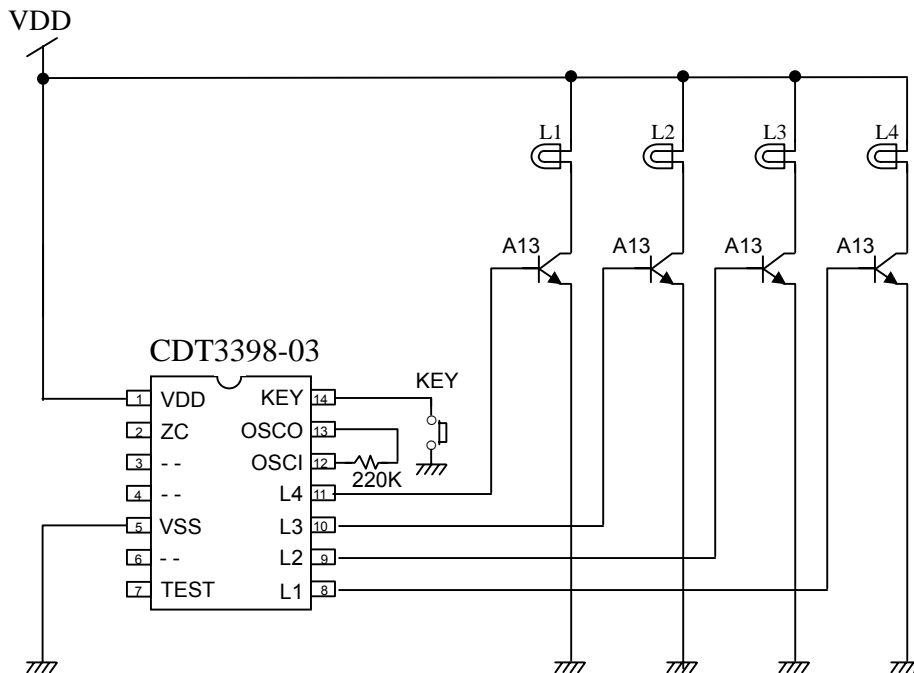 VDD
L1 L2 L3 L4
A13 A13 A13 A13
CDT3398-03
KEY
1 VDD KEY 14
2 ZC OSCO 13
3 -- OSCI 12
220K
4 -- L4 11
5 VSS L3 10
6 -- L2 9
7 TEST L1 8